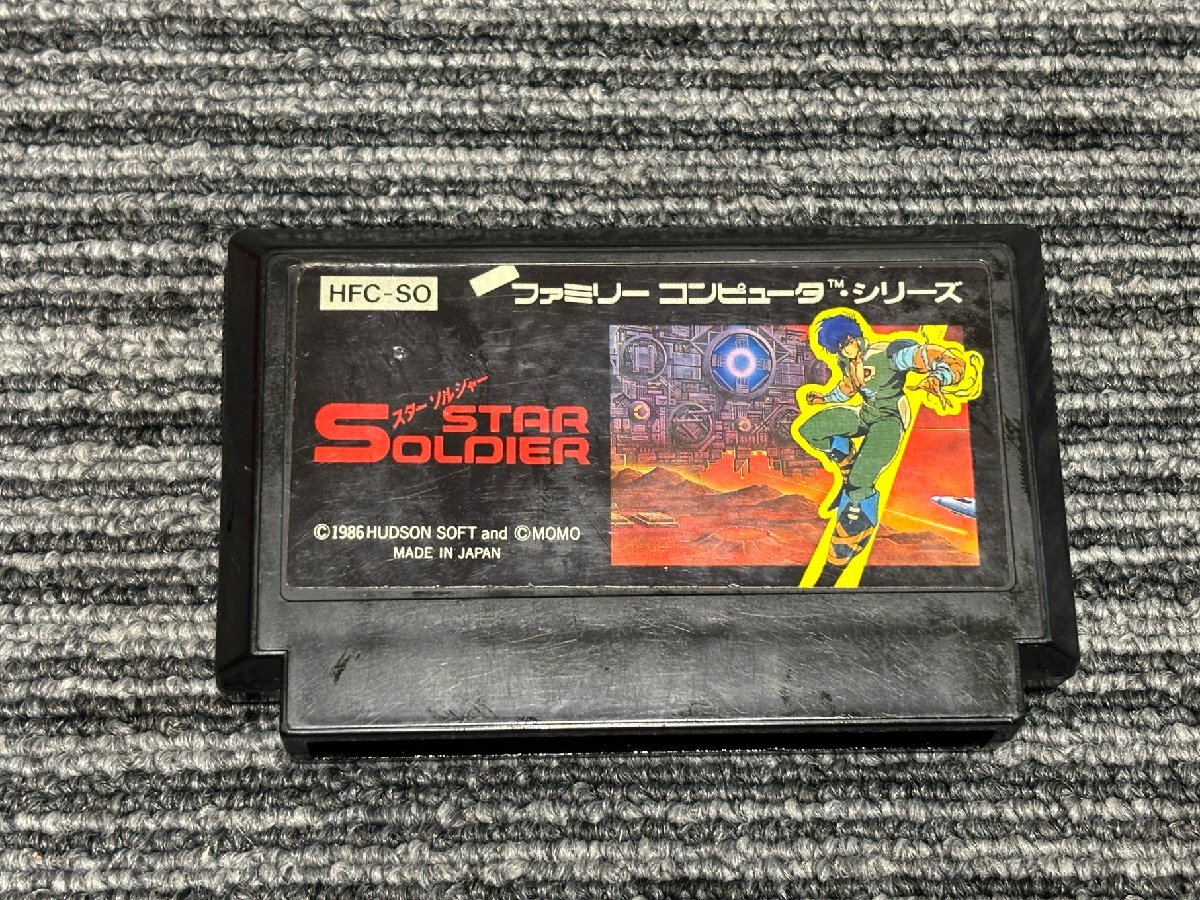 HFC-SO
ファミリー コンピュータ™・シリーズ
スター ソルジャー
STAR
SOLDIER
©1986 HUDSON SOFT and ©MOMO
MADE IN JAPAN